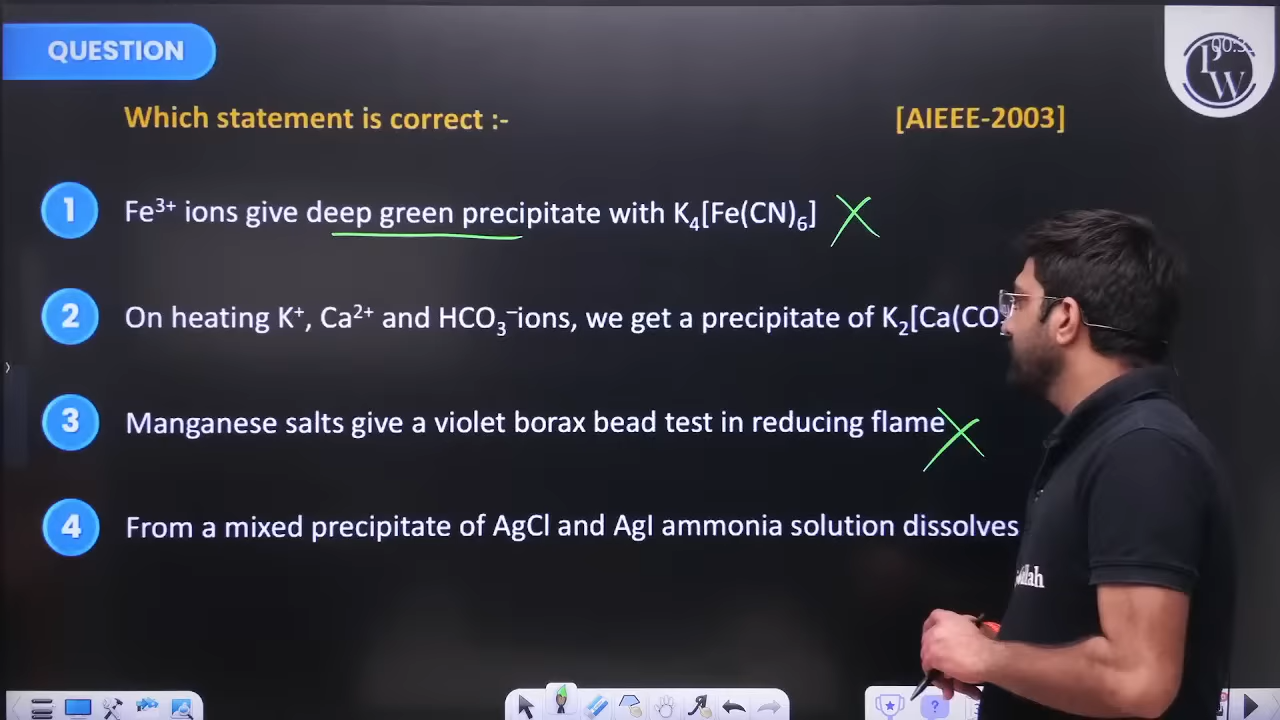 QUESTION
Which statement is correct :- [AIEEE-2003]
1 Fe³⁺ ions give deep green precipitate with K₄[Fe(CN)₆]
2 On heating K⁺, Ca²⁺ and HCO₃⁻ions, we get a precipitate of K₂[Ca(CO
3 Manganese salts give a violet borax bead test in reducing flame
4 From a mixed precipitate of AgCl and AgI ammonia solution dissolves
PW